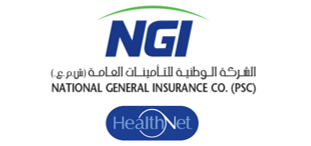 NGI
الشركة الوطنية للتأمينات العامة (ش.م.ع.)
NATIONAL GENERAL INSURANCE CO. (PSC)
HealthNet